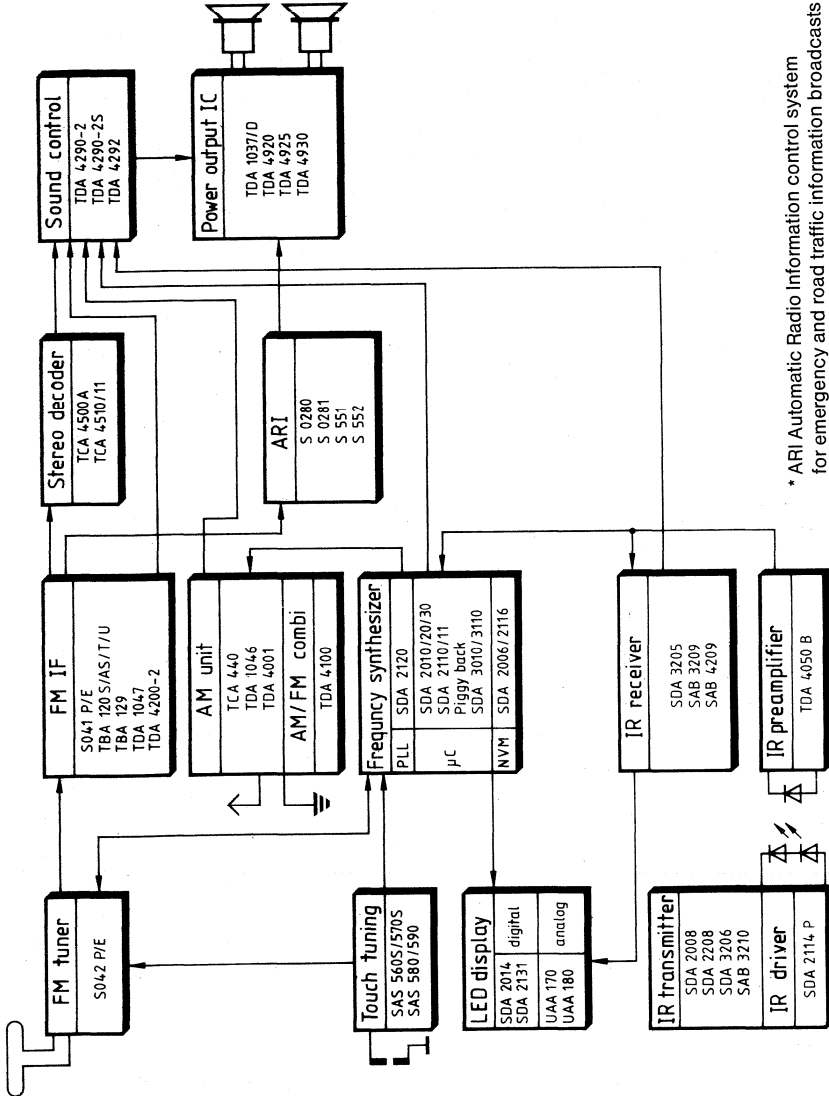 FM tuner
S042 P/E
FM IF
S041 P/E
TBA 120 S/AS/T/U
TBA 129
TDA 1047
TDA 4200-2
Stereo decoder
TCA 4500A
TCA 4510/11
Sound control
TDA 4290-2
TDA 4290-2S
TDA 4292
AM unit
TCA 440
TDA 1046
TDA 4001
AM/FM combi
TDA 4100
ARI
S 0280
S 0281
S 551
S 552
Power output IC
TDA 1037/D
TDA 4920
TDA 4925
TDA 4930
Touch tuning
SAS 560S/570S
SAS 580/590
Frequncy synthesizer
PLL SDA 2120
µC
SDA 2010/20/30
SDA 2110/11
Piggy back
SDA 3010/3110
NVM SDA 2006/2116
LED display
SDA 2014
SDA 2131
digital
UAA 170
UAA 180
analog
IR receiver
SDA 3205
SAB 3209
SAB 4209
IR transmitter
SDA 2008
SDA 2208
SDA 3206
SAB 3210
IR driver
SDA 2114 P
IR preamplifier
TDA 4050 B
* ARI Automatic Radio Information control system
for emergency and road traffic information broadcasts